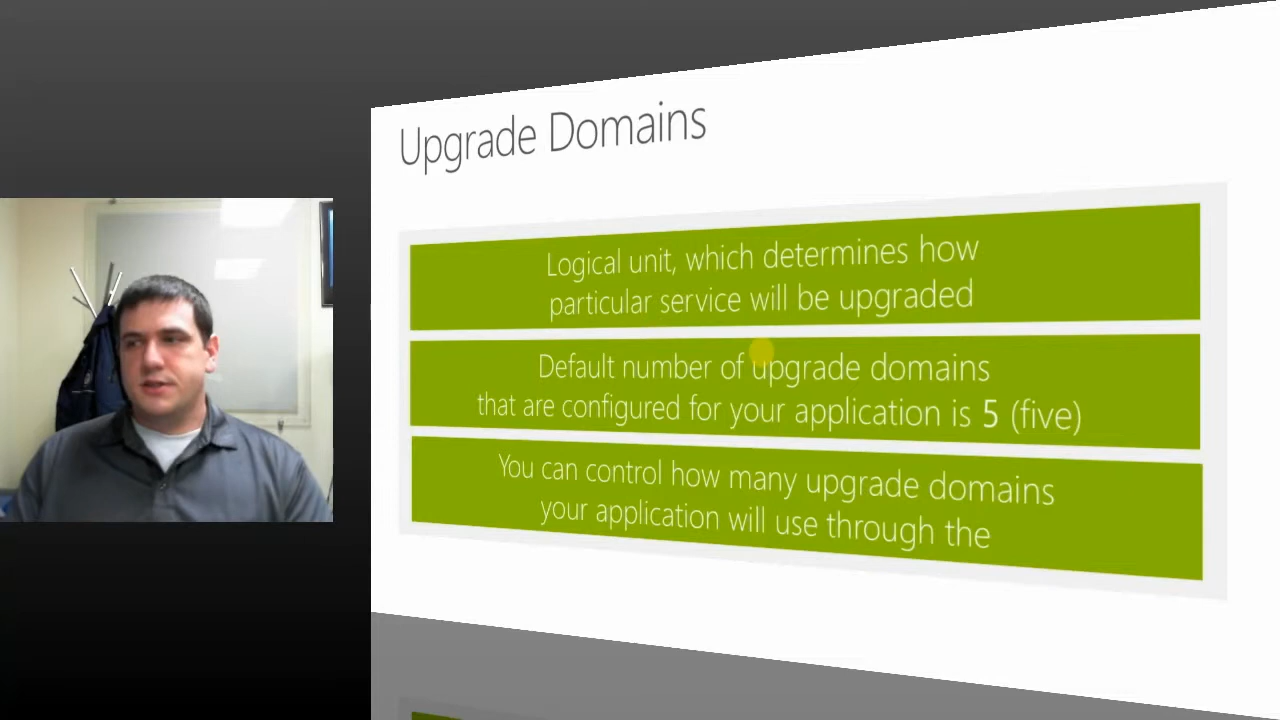 Upgrade Domains
Logical unit, which determines how
particular service will be upgraded
Default number of upgrade domains
that are configured for your application is 5 (five)
You can control how many upgrade domains
your application will use through the